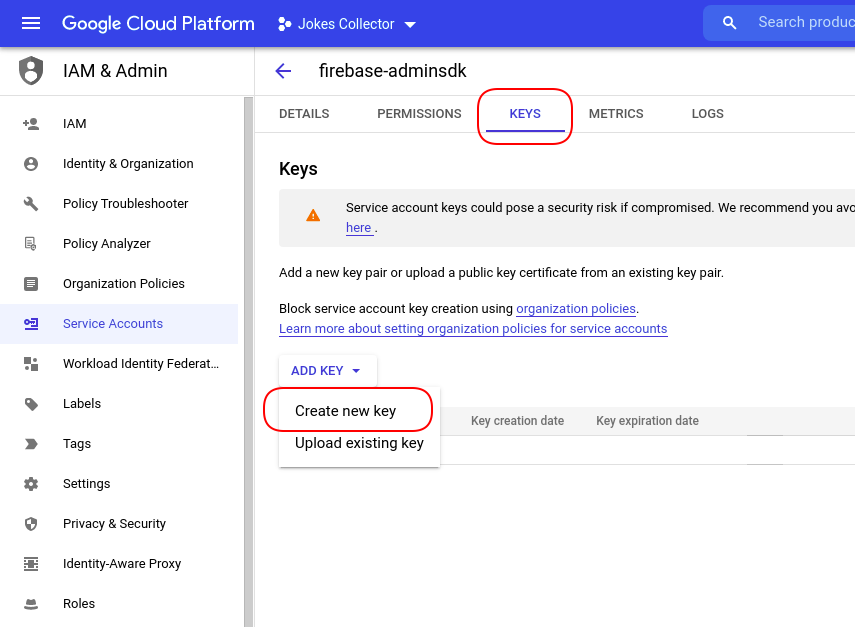 Google Cloud Platform
Jokes Collector
Search produc
IAM & Admin
IAM
Identity & Organization
Policy Troubleshooter
Policy Analyzer
Organization Policies
Service Accounts
Workload Identity Federat...
Labels
Tags
Settings
Privacy & Security
Identity-Aware Proxy
Roles
firebase-adminsdk
DETAILS
PERMISSIONS
KEYS
METRICS
LOGS
Keys
Service account keys could pose a security risk if compromised. We recommend you avo
here .
Add a new key pair or upload a public key certificate from an existing key pair.
Block service account key creation using organization policies.
Learn more about setting organization policies for service accounts
ADD KEY
Create new key
Upload existing key
Key creation date
Key expiration date